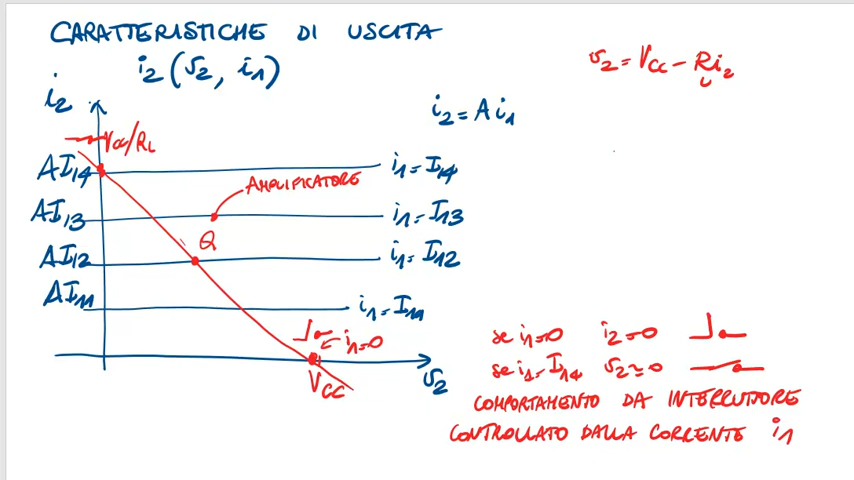 CARATTERISTICHE DI USCITA
i2 (v2, i1)
v2 = Vcc - RL i2
i2
i2 = A i1
Vcc/RL
AI14
i1 = I14
AMPLIFICATORE
AI13
i1 = I13
Q
AI12
i1 = I12
AI11
i1 = I11
i1=0
Vcc
v2
se i1=0 i2=0
se i1=I14 v2≃0
COMPORTAMENTO DA INTERRUTTORE
CONTROLLATO DALLA CORRENTE i1